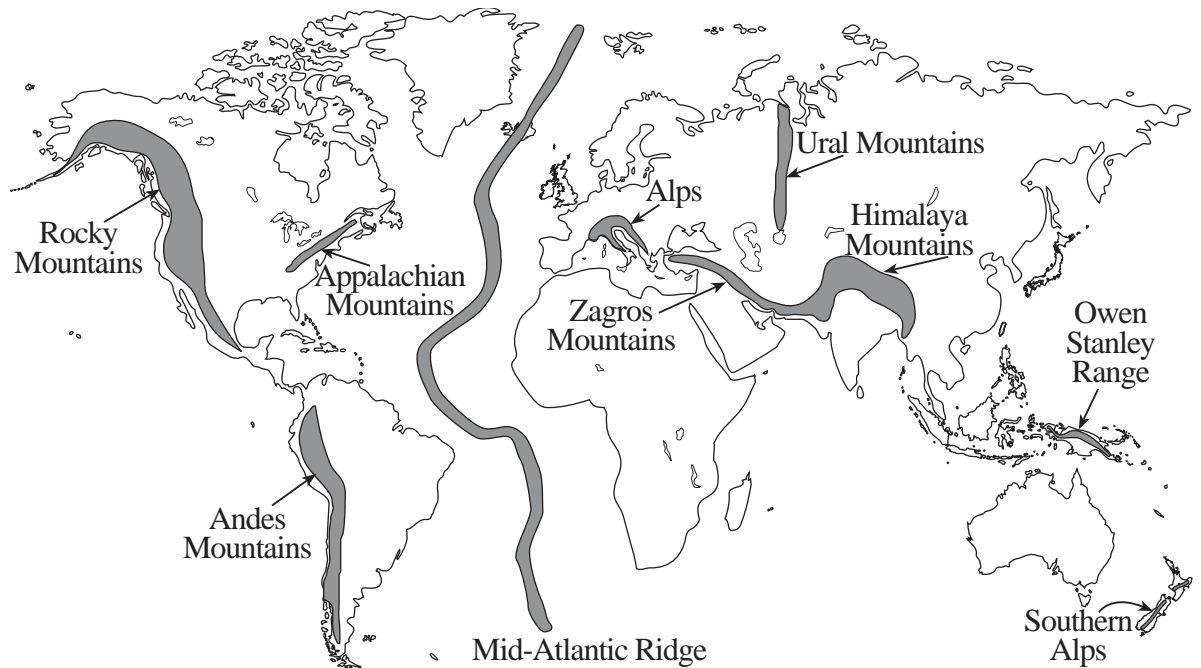 Ural Mountains
Alps
Himalaya
Mountains
Rocky
Mountains
Appalachian
Mountains
Zagros
Mountains
Owen
Stanley
Range
Andes
Mountains
Southern
Alps
Mid-Atlantic Ridge